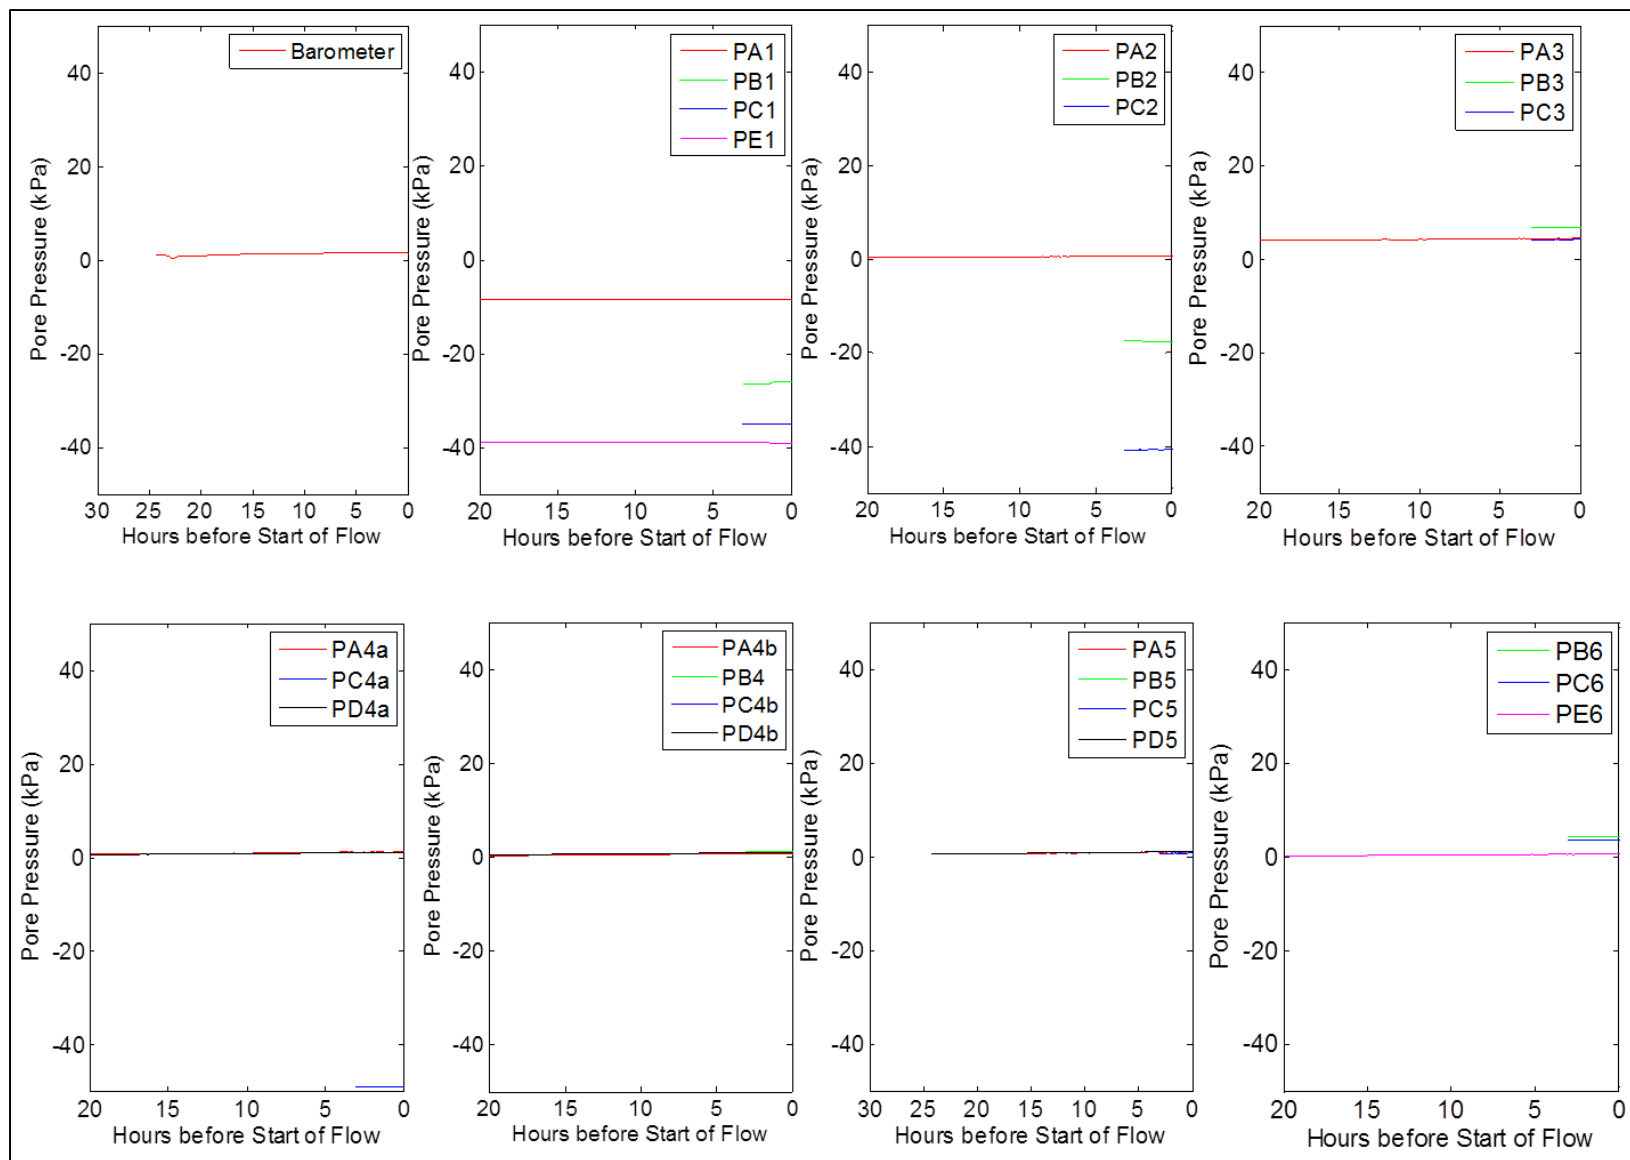 Barometer
40
20
0
-20
-40
30 25 20 15 10 5 0
Pore Pressure (kPa)
Hours before Start of Flow
PA1
PB1
PC1
PE1
40
20
0
-20
-40
20 15 10 5 0
Pore Pressure (kPa)
Hours before Start of Flow
PA2
PB2
PC2
40
20
0
-20
-40
20 15 10 5 0
Pore Pressure (kPa)
Hours before Start of Flow
PA3
PB3
PC3
40
20
0
-20
-40
20 15 10 5 0
Pore Pressure (kPa)
Hours before Start of Flow
PA4a
PC4a
PD4a
40
20
0
-20
-40
20 15 10 5 0
Pore Pressure (kPa)
Hours before Start of Flow
PA4b
PB4
PC4b
PD4b
40
20
0
-20
-40
20 15 10 5 0
Pore Pressure (kPa)
Hours before Start of Flow
PA5
PB5
PC5
PD5
40
20
0
-20
-40
30 25 20 15 10 5 0
Pore Pressure (kPa)
Hours before Start of Flow
PB6
PC6
PE6
40
20
0
-20
-40
20 15 10 5 0
Pore Pressure (kPa)
Hours before Start of Flow